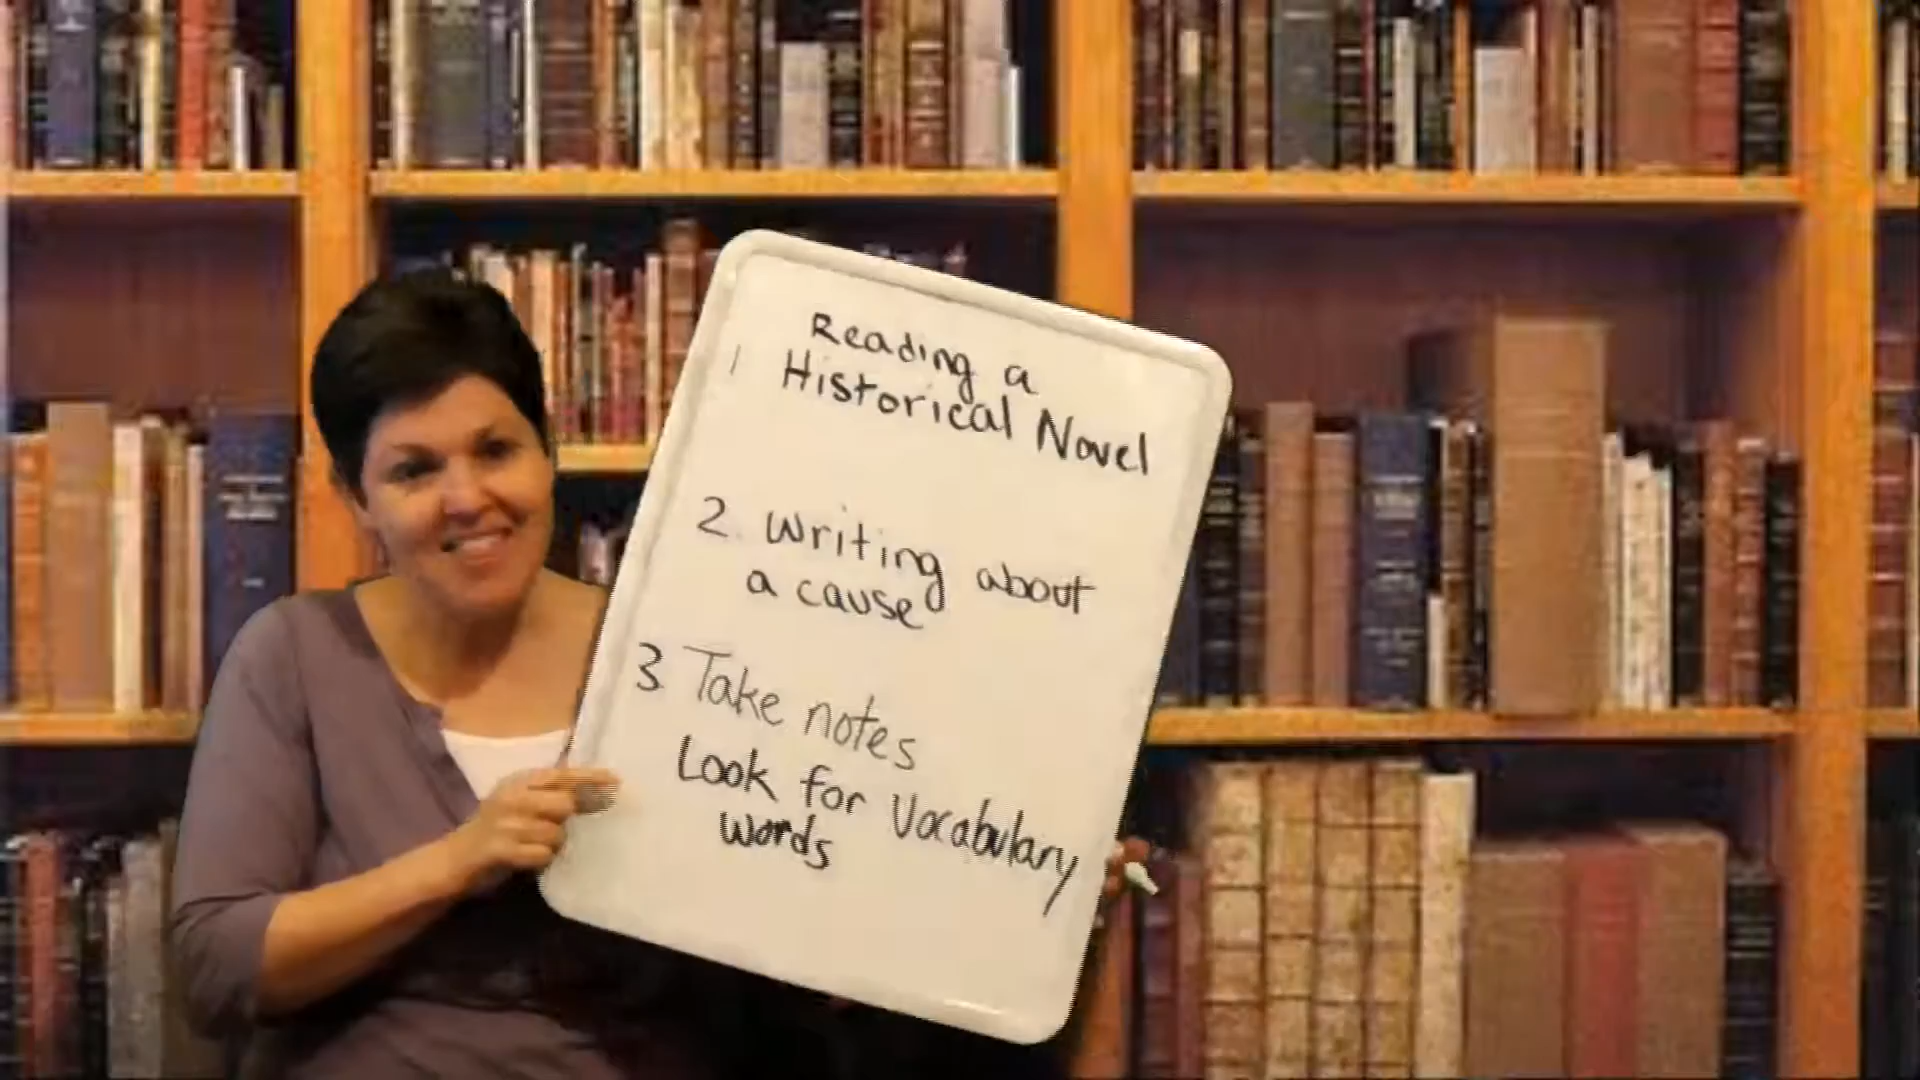 Reading a
1 Historical Novel
2. Writing about
a cause
3. Take notes
Look for Vocabulary
words